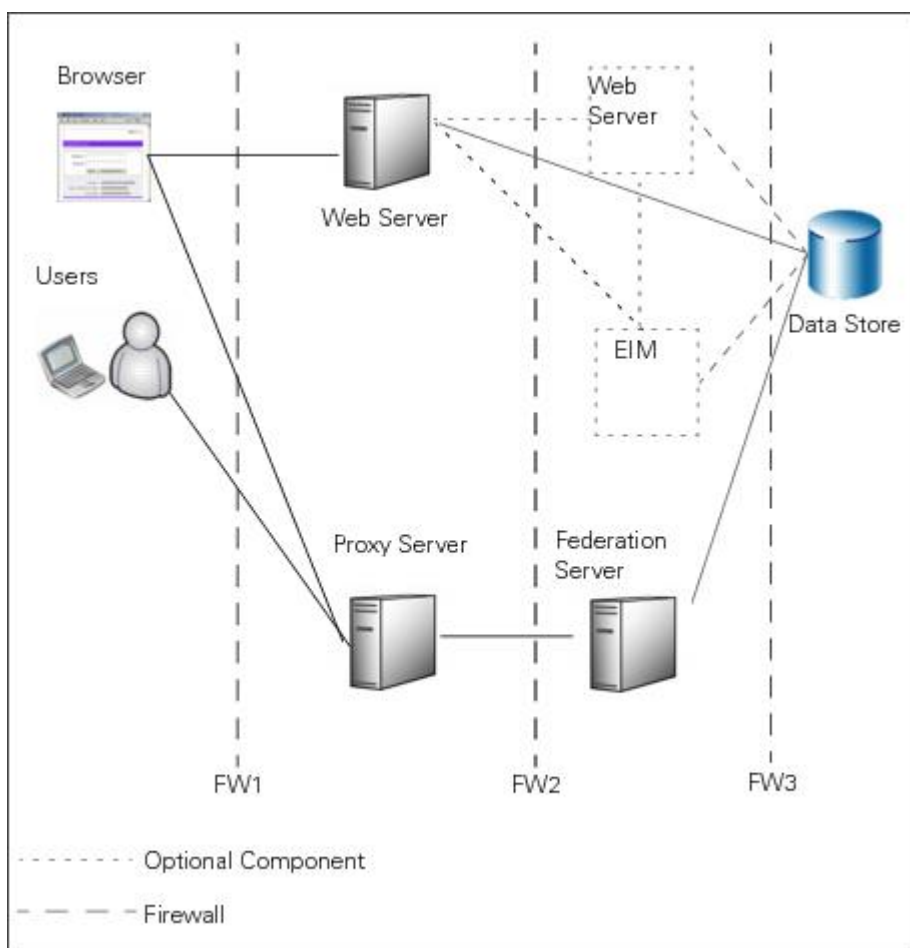 Browser
Web
Server
Web Server
Users
Data Store
EIM
Proxy Server
Federation
Server
FW1
FW2
FW3
Optional Component
Firewall